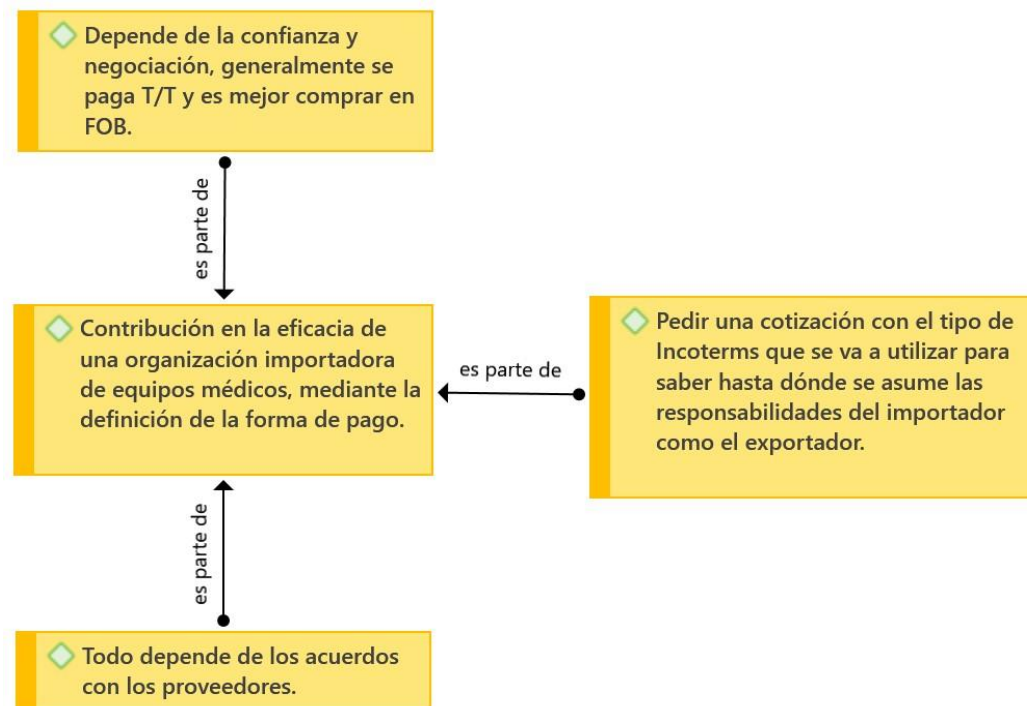 Depende de la confianza y
negociación, generalmente se
paga T/T y es mejor comprar en
FOB.
es parte de
Contribución en la eficacia de
una organización importadora
de equipos médicos, mediante la
definición de la forma de pago.
es parte de
Pedir una cotización con el tipo de
Incoterms que se va a utilizar para
saber hasta dónde se asume las
responsabilidades del importador
como el exportador.
es parte de
Todo depende de los acuerdos
con los proveedores.